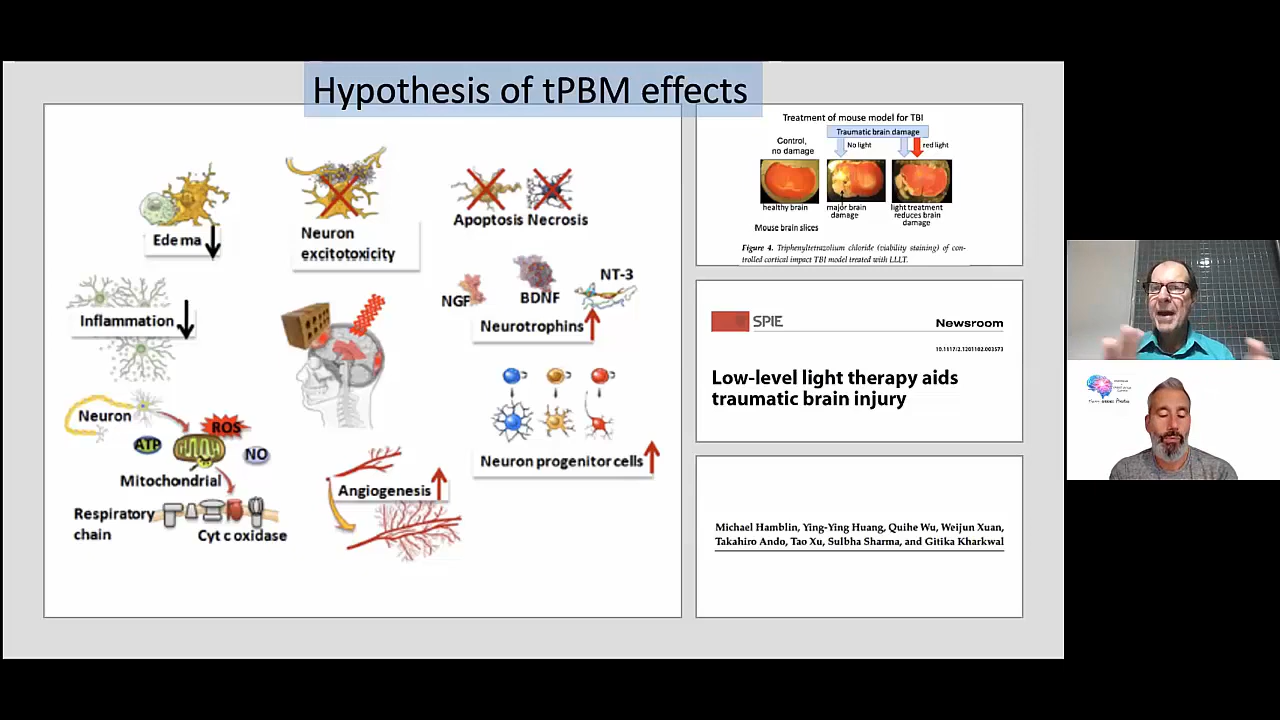 Hypothesis of tPBM effects
Edema
Neuron
excitotoxicity
Apoptosis Necrosis
NGF
BDNF
NT-3
Neurotrophins
Inflammation
Neuron
ROS
ATP
NO
Mitochondrial
Respiratory
chain
Cyt c oxidase
Angiogenesis
Neuron progenitor cells
Treatment of mouse model for TBI
Traumatic brain damage
Control,
no damage
No light
red light
healthy brain
major brain
damage
light treatment
reduces brain
damage
Mouse brain slices
Figure 4. Triphenyltetrazolium chloride (viability staining) of con-
trolled cortical impact TBI model treated with LLLT.
SPIE
Newsroom
10.1117/2.1201102.003573
Low-level light therapy aids
traumatic brain injury
Michael Hamblin, Ying-Ying Huang, Quihe Wu, Weijun Xuan,
Takahiro Ando, Tao Xu, Sulbha Sharma, and Gitika Kharkwal